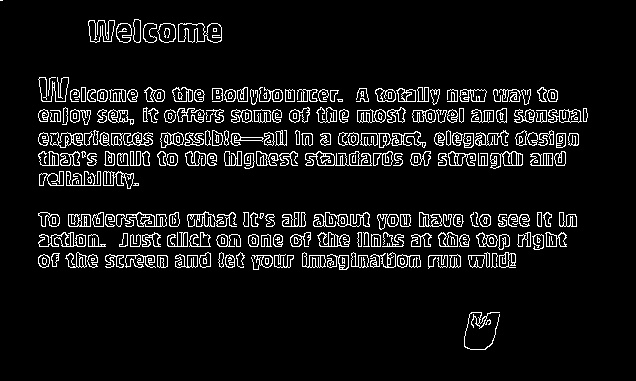 Welcome
Welcome to the Bodybouncer. A totally new way to
enjoy sex, it offers some of the most novel and sensual
experiences possible—all in a compact, elegant design
that's built to the highest standards of strength and
reliability.
To understand what it's all about you have to see it in
action. Just click on one of the links at the top right
of the screen and let your imagination run wild!